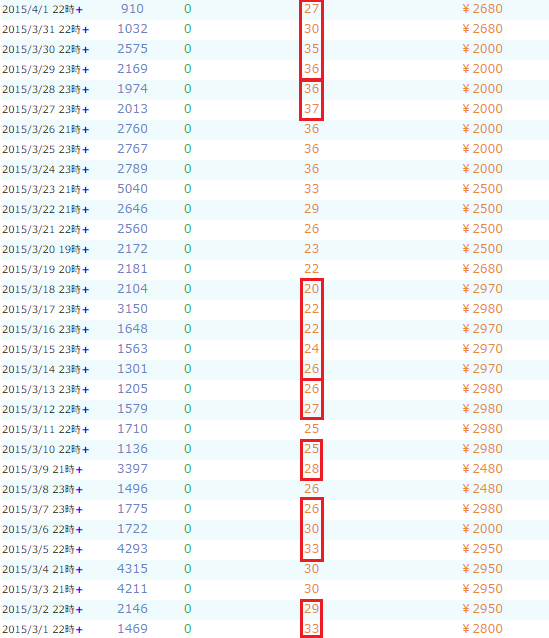 2015/4/1 22時+ 910 0 27 ¥ 2680
2015/3/31 22時+ 1032 0 30 ¥ 2680
2015/3/30 22時+ 2575 0 35 ¥ 2000
2015/3/29 23時+ 2169 0 36 ¥ 2000
2015/3/28 23時+ 1974 0 36 ¥ 2000
2015/3/27 23時+ 2013 0 37 ¥ 2000
2015/3/26 21時+ 2760 0 36 ¥ 2000
2015/3/25 23時+ 2767 0 36 ¥ 2000
2015/3/24 23時+ 2789 0 36 ¥ 2000
2015/3/23 21時+ 5040 0 33 ¥ 2500
2015/3/22 21時+ 2646 0 29 ¥ 2500
2015/3/21 22時+ 2560 0 26 ¥ 2500
2015/3/20 19時+ 2172 0 23 ¥ 2500
2015/3/19 20時+ 2181 0 22 ¥ 2680
2015/3/18 23時+ 2104 0 20 ¥ 2970
2015/3/17 23時+ 3150 0 22 ¥ 2980
2015/3/16 23時+ 1648 0 22 ¥ 2970
2015/3/15 23時+ 1563 0 24 ¥ 2970
2015/3/14 23時+ 1301 0 26 ¥ 2970
2015/3/13 23時+ 1205 0 26 ¥ 2980
2015/3/12 22時+ 1579 0 27 ¥ 2980
2015/3/11 22時+ 1710 0 25 ¥ 2980
2015/3/10 22時+ 1136 0 25 ¥ 2980
2015/3/9 21時+ 3397 0 28 ¥ 2480
2015/3/8 23時+ 1496 0 26 ¥ 2480
2015/3/7 23時+ 1775 0 26 ¥ 2980
2015/3/6 22時+ 1722 0 30 ¥ 2000
2015/3/5 22時+ 4293 0 33 ¥ 2950
2015/3/4 21時+ 4315 0 30 ¥ 2950
2015/3/3 21時+ 4211 0 30 ¥ 2950
2015/3/2 22時+ 2146 0 29 ¥ 2950
2015/3/1 22時+ 1469 0 33 ¥ 2800